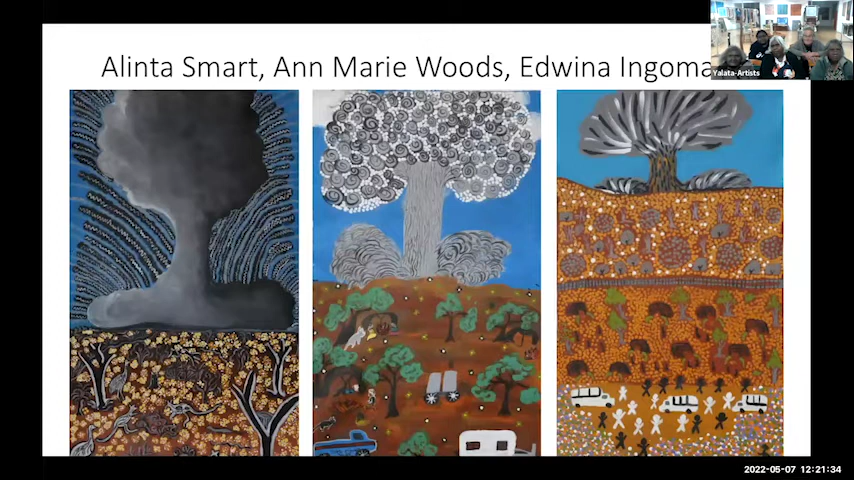 Alinta Smart, Ann Marie Woods, Edwina Ingoma
Yalata-Artists
2022-05-07 12:21:34